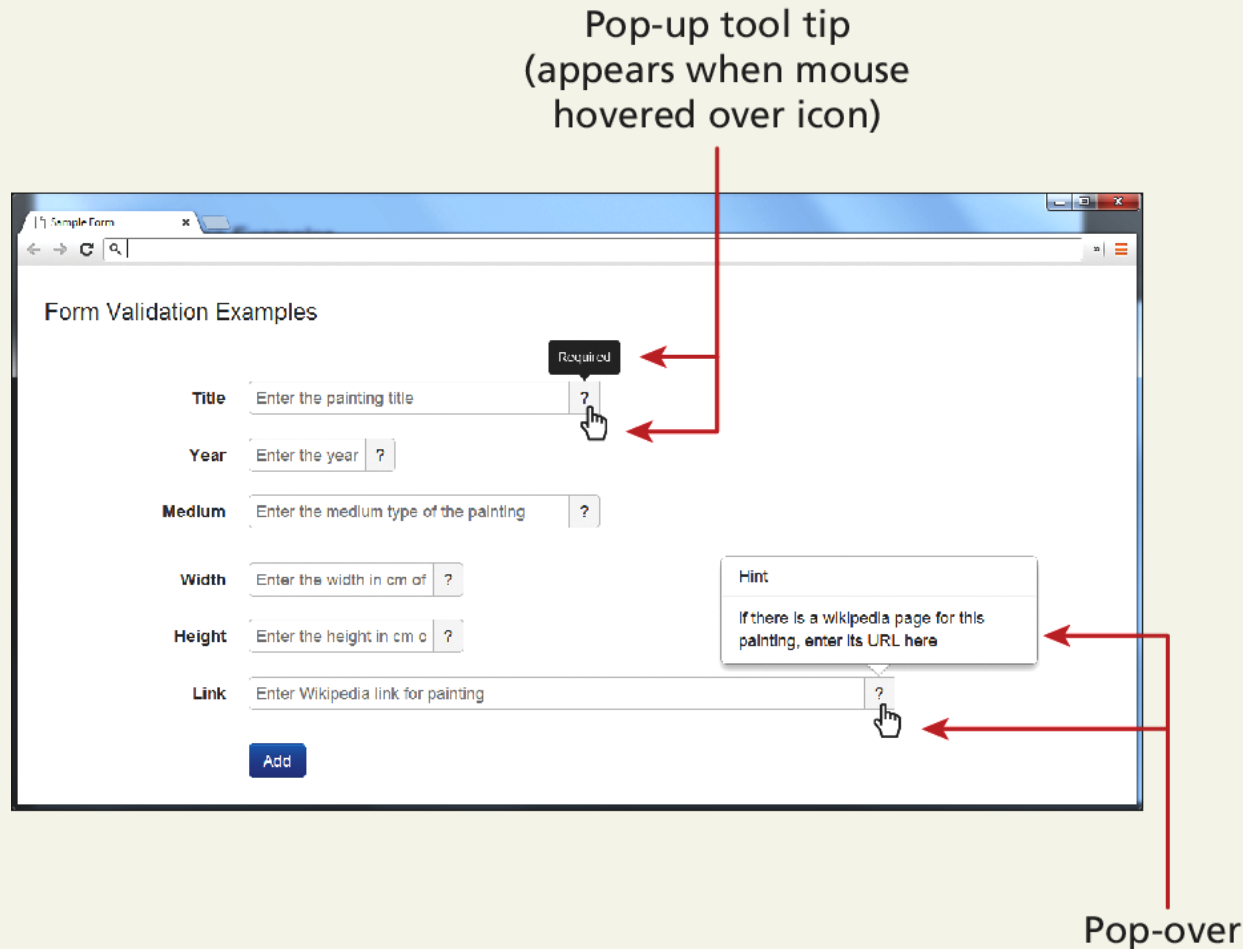 Pop-up tool tip
(appears when mouse
hovered over icon)
Sample Form
Form Validation Examples
Required
Title Enter the painting title ?
Year Enter the year ?
Medium Enter the medium type of the painting ?
Width Enter the width in cm of ?
Hint
If there is a wikipedia page for this
painting, enter its URL here
Height Enter the height in cm o ?
Link Enter Wikipedia link for painting ?
Add
Pop-over